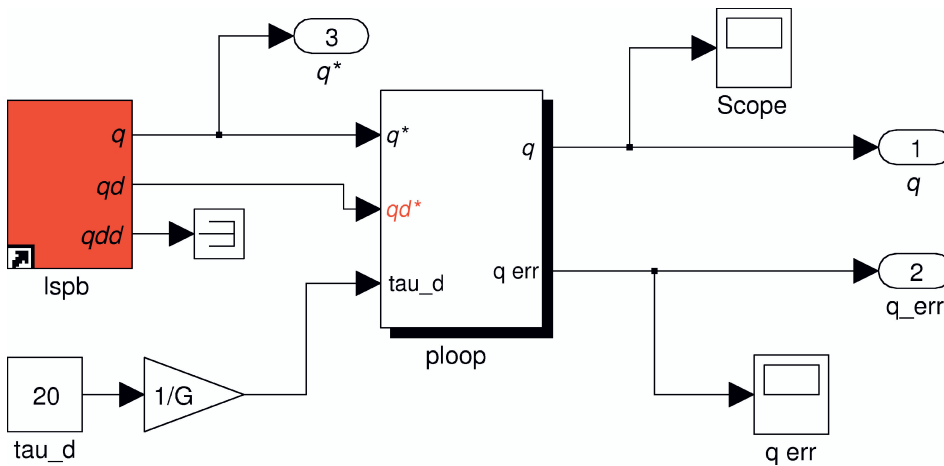 3
q*
Scope
q
qd
qdd
lspb
q*
qd*
tau_d
q
q err
ploop
1
q
2
q_err
20
tau_d
1/G
q err